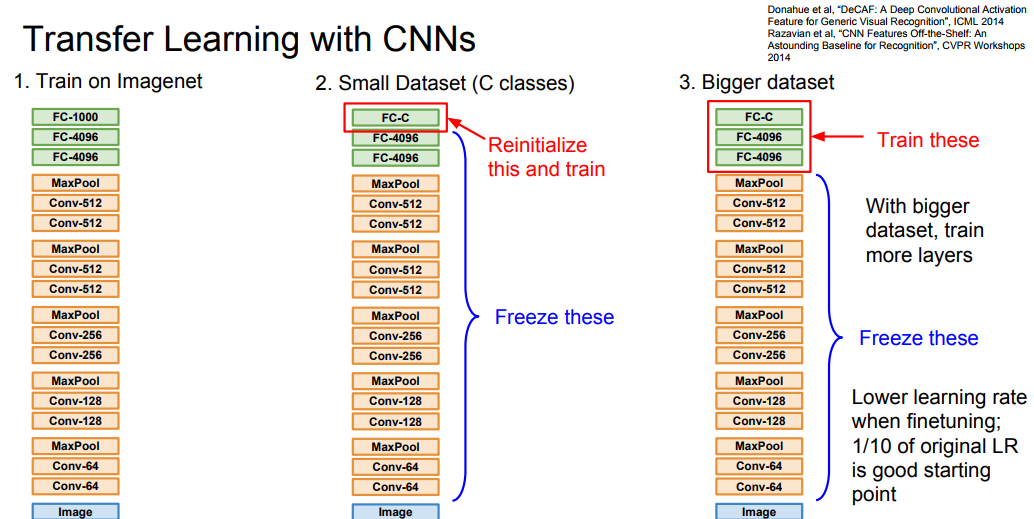 Transfer Learning with CNNs
Donahue et al, “DeCAF: A Deep Convolutional Activation
Feature for Generic Visual Recognition”, ICML 2014
Razavian et al, “CNN Features Off-the-Shelf: An
Astounding Baseline for Recognition”, CVPR Workshops
2014
1. Train on Imagenet
FC-1000
FC-4096
FC-4096
MaxPool
Conv-512
Conv-512
MaxPool
Conv-512
Conv-512
MaxPool
Conv-256
Conv-256
MaxPool
Conv-128
Conv-128
MaxPool
Conv-64
Conv-64
Image
2. Small Dataset (C classes)
FC-C
FC-4096
FC-4096
MaxPool
Conv-512
Conv-512
MaxPool
Conv-512
Conv-512
MaxPool
Conv-256
Conv-256
MaxPool
Conv-128
Conv-128
MaxPool
Conv-64
Conv-64
Image
Reinitialize
this and train
Freeze these
3. Bigger dataset
FC-C
FC-4096
FC-4096
MaxPool
Conv-512
Conv-512
MaxPool
Conv-512
Conv-512
MaxPool
Conv-256
Conv-256
MaxPool
Conv-128
Conv-128
MaxPool
Conv-64
Conv-64
Image
Train these
With bigger
dataset, train
more layers
Freeze these
Lower learning rate
when finetuning;
1/10 of original LR
is good starting
point